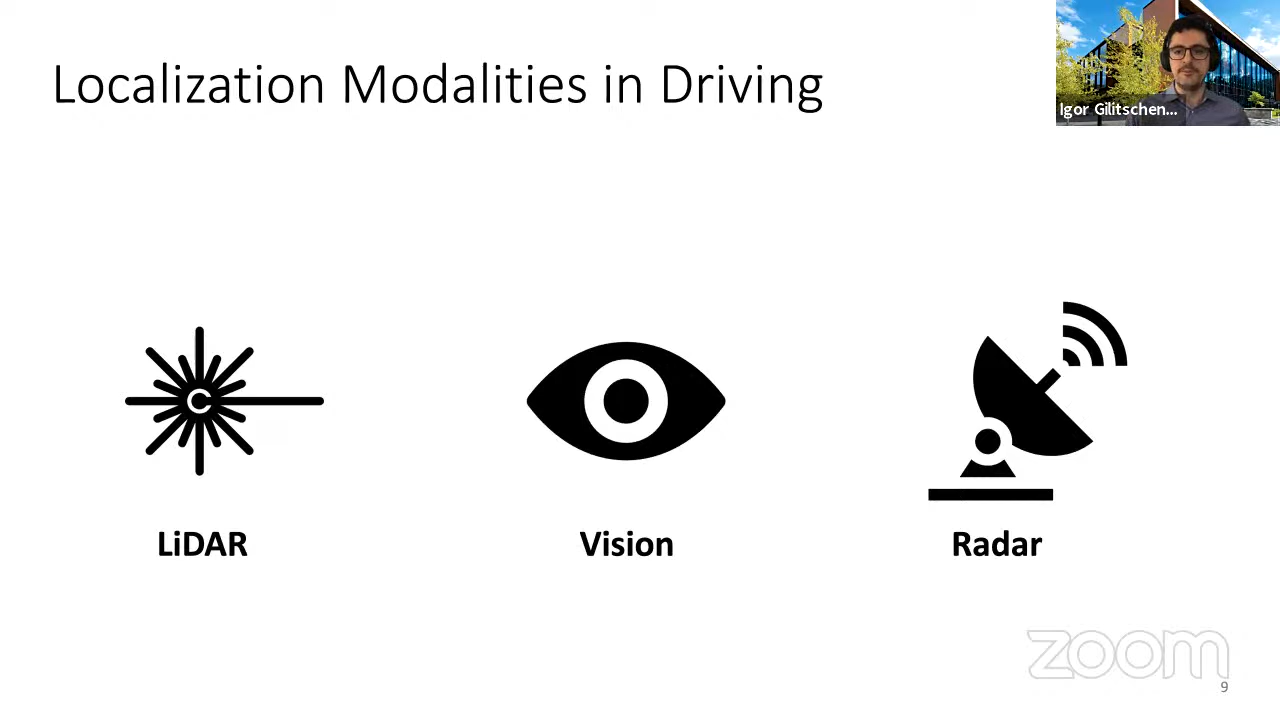 Localization Modalities in Driving
Igor Gilitschen...
LiDAR
Vision
Radar
zoom
9